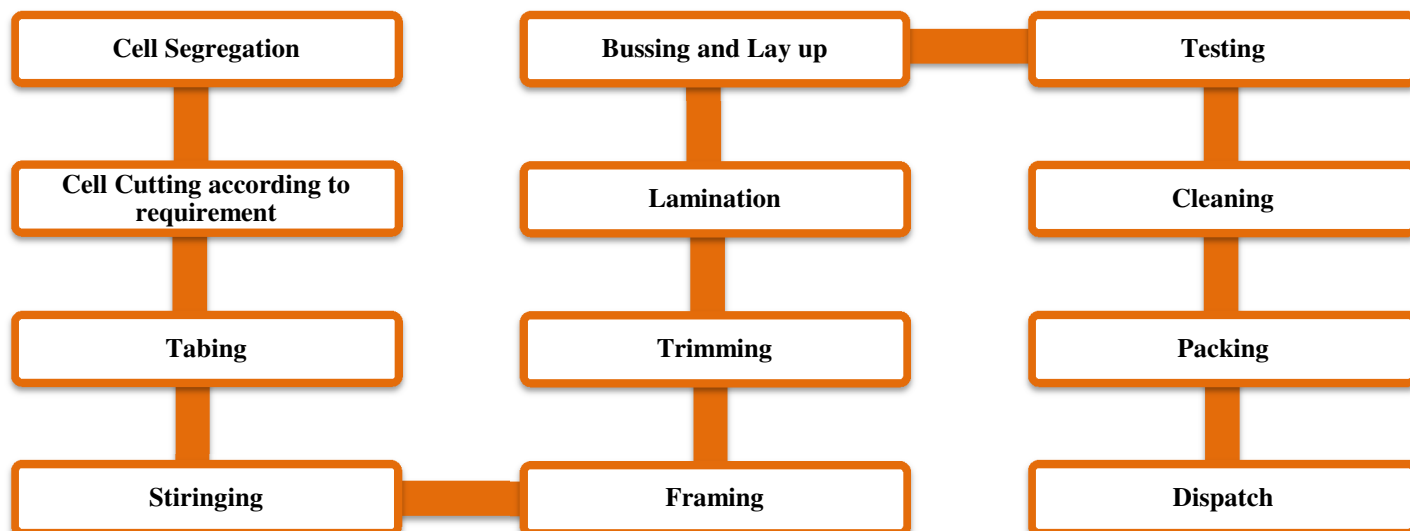 Cell Segregation
Cell Cutting according to
requirement
Tabing
Stiringing
Bussing and Lay up
Lamination
Trimming
Framing
Testing
Cleaning
Packing
Dispatch